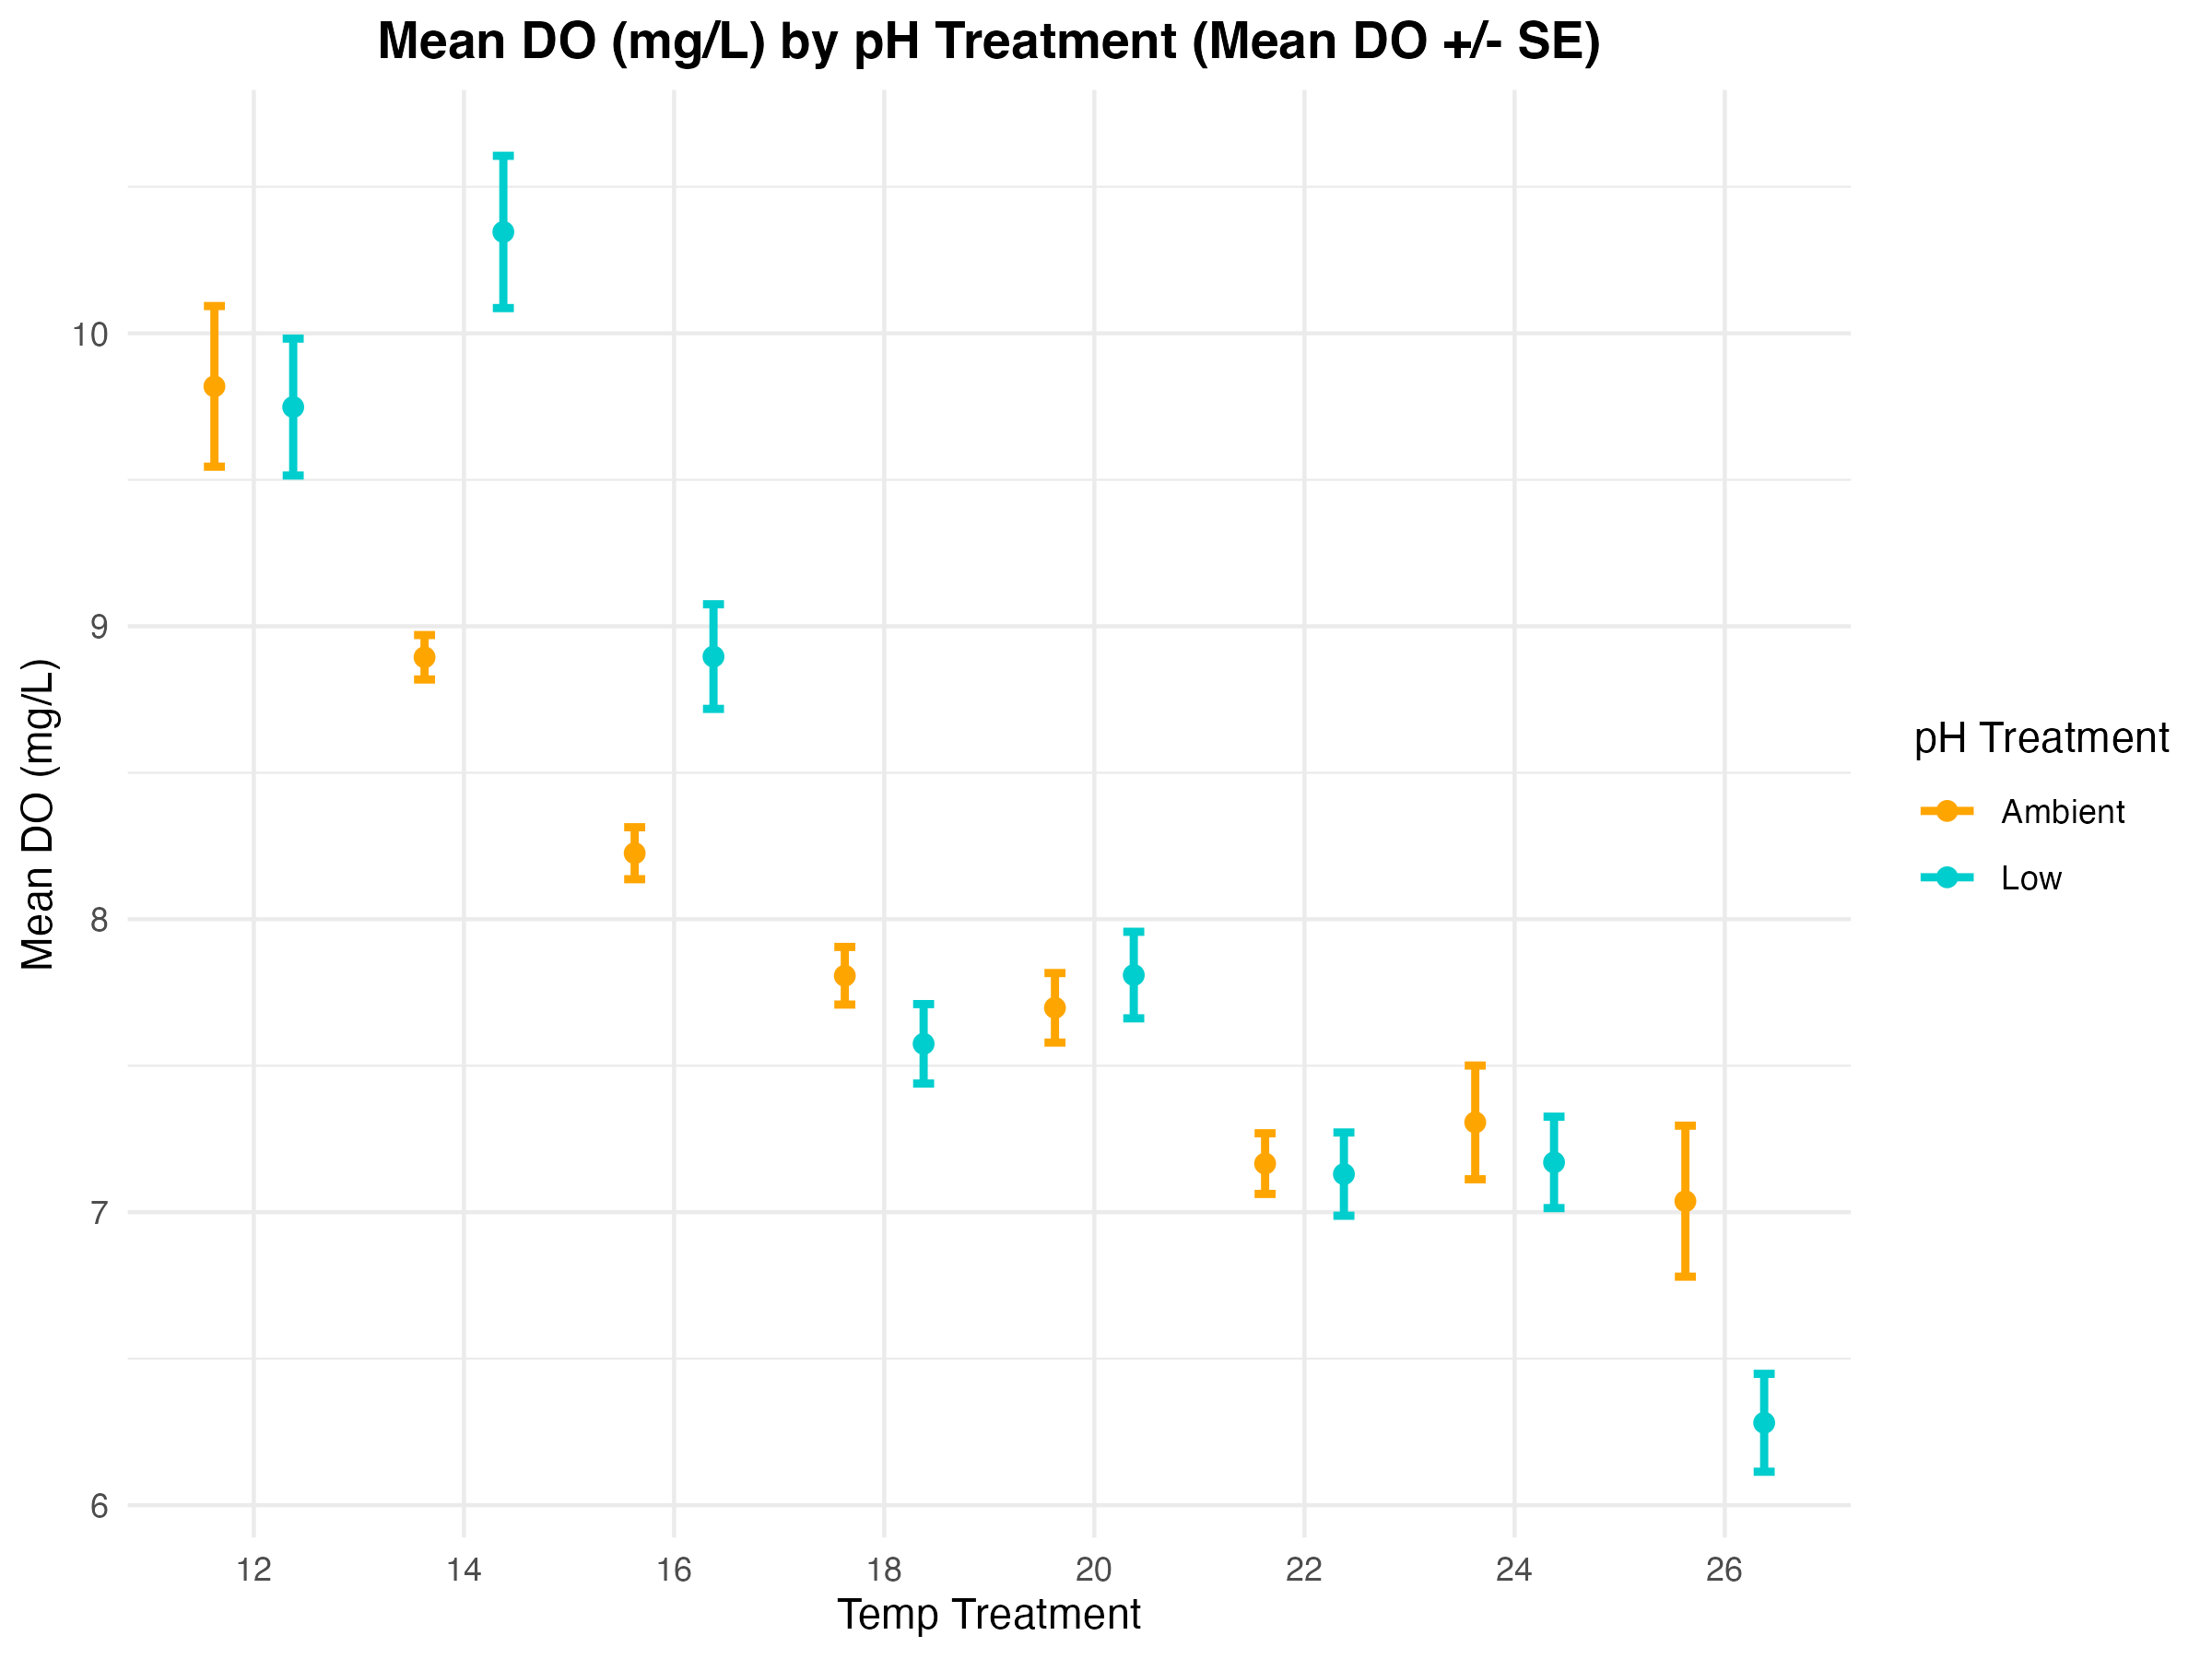 Mean DO (mg/L) by pH Treatment (Mean DO +/- SE)
Mean DO (mg/L)
10
9
8
7
6
12 14 16 18 20 22 24 26
Temp Treatment
pH Treatment
Ambient
Low